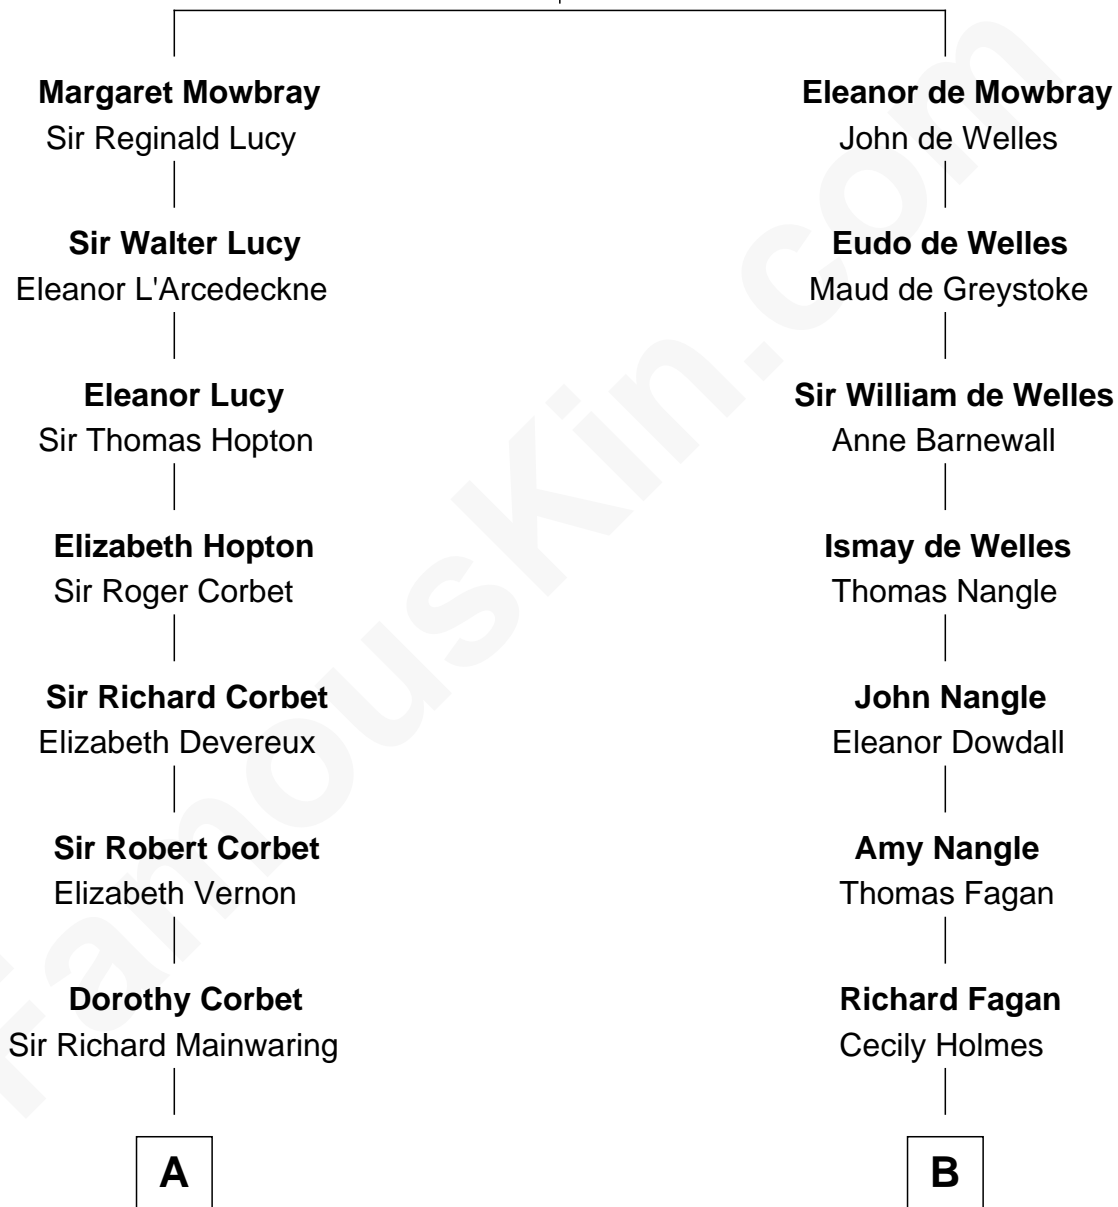 Margaret Mowbray
Sir Reginald Lucy
Sir Walter Lucy
Eleanor L'Arcedeckne
Eleanor Lucy
Sir Thomas Hopton
Elizabeth Hopton
Sir Roger Corbet
Sir Richard Corbet
Elizabeth Devereux
Sir Robert Corbet
Elizabeth Vernon
Dorothy Corbet
Sir Richard Mainwaring
A
Eleanor de Mowbray
John de Welles
Eudo de Welles
Maud de Greystoke
Sir William de Welles
Anne Barnewall
Ismay de Welles
Thomas Nangle
John Nangle
Eleanor Dowdall
Amy Nangle
Thomas Fagan
Richard Fagan
Cecily Holmes
B
FamousKin.com